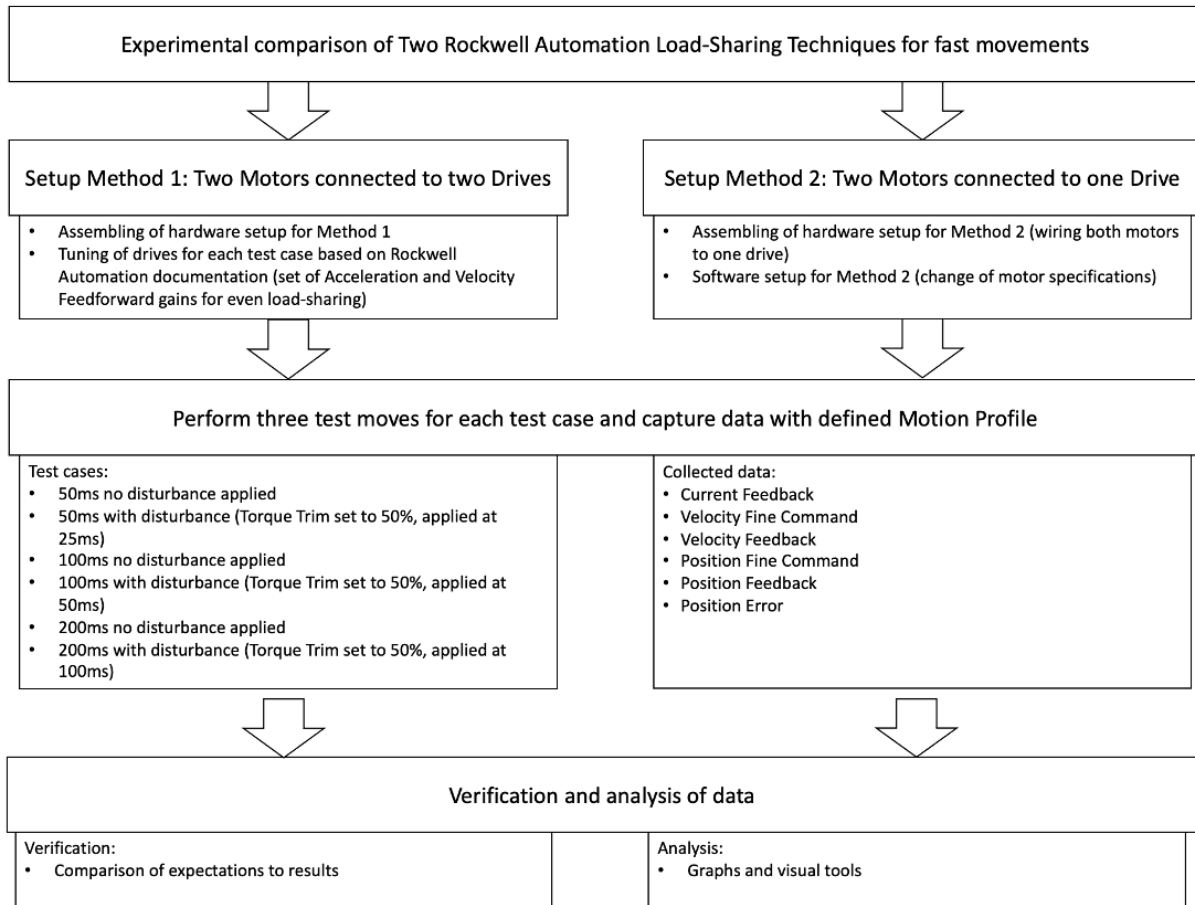 Experimental comparison of Two Rockwell Automation Load-Sharing Techniques for fast movements
Setup Method 1: Two Motors connected to two Drives
• Assembling of hardware setup for Method 1
• Tuning of drives for each test case based on Rockwell
Automation documentation (set of Acceleration and Velocity
Feedforward gains for even load-sharing)
Setup Method 2: Two Motors connected to one Drive
• Assembling of hardware setup for Method 2 (wiring both motors
to one drive)
• Software setup for Method 2 (change of motor specifications)
Perform three test moves for each test case and capture data with defined Motion Profile
Test cases:
• 50ms no disturbance applied
• 50ms with disturbance (Torque Trim set to 50%, applied at
25ms)
• 100ms no disturbance applied
• 100ms with disturbance (Torque Trim set to 50%, applied at
50ms)
• 200ms no disturbance applied
• 200ms with disturbance (Torque Trim set to 50%, applied at
100ms)
Collected data:
• Current Feedback
• Velocity Fine Command
• Velocity Feedback
• Position Fine Command
• Position Feedback
• Position Error
Verification and analysis of data
Verification:
• Comparison of expectations to results
Analysis:
• Graphs and visual tools